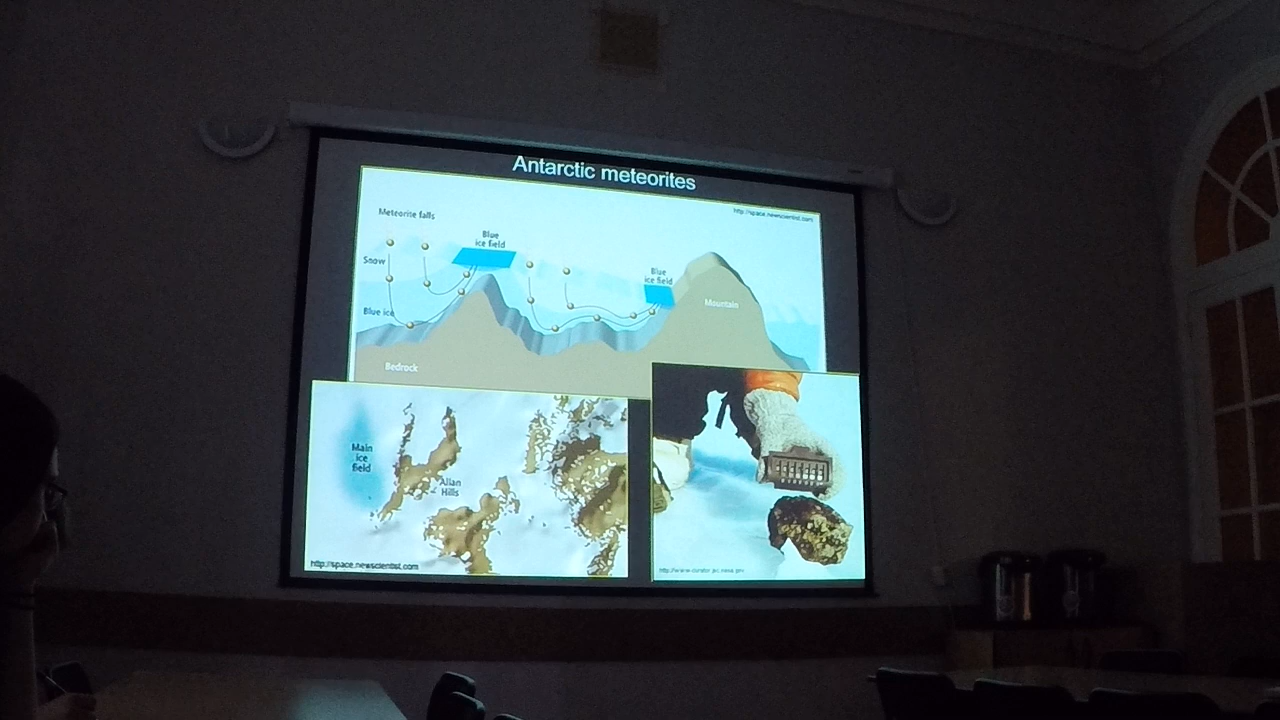 Antarctic meteorites
http://space.newscientist.com
Meteorite falls
Blue
ice field
Snow
Blue
ice field
Mountain
Blue ice
Bedrock
Main
ice
field
Allan
Hills
http://space.newscientist.com